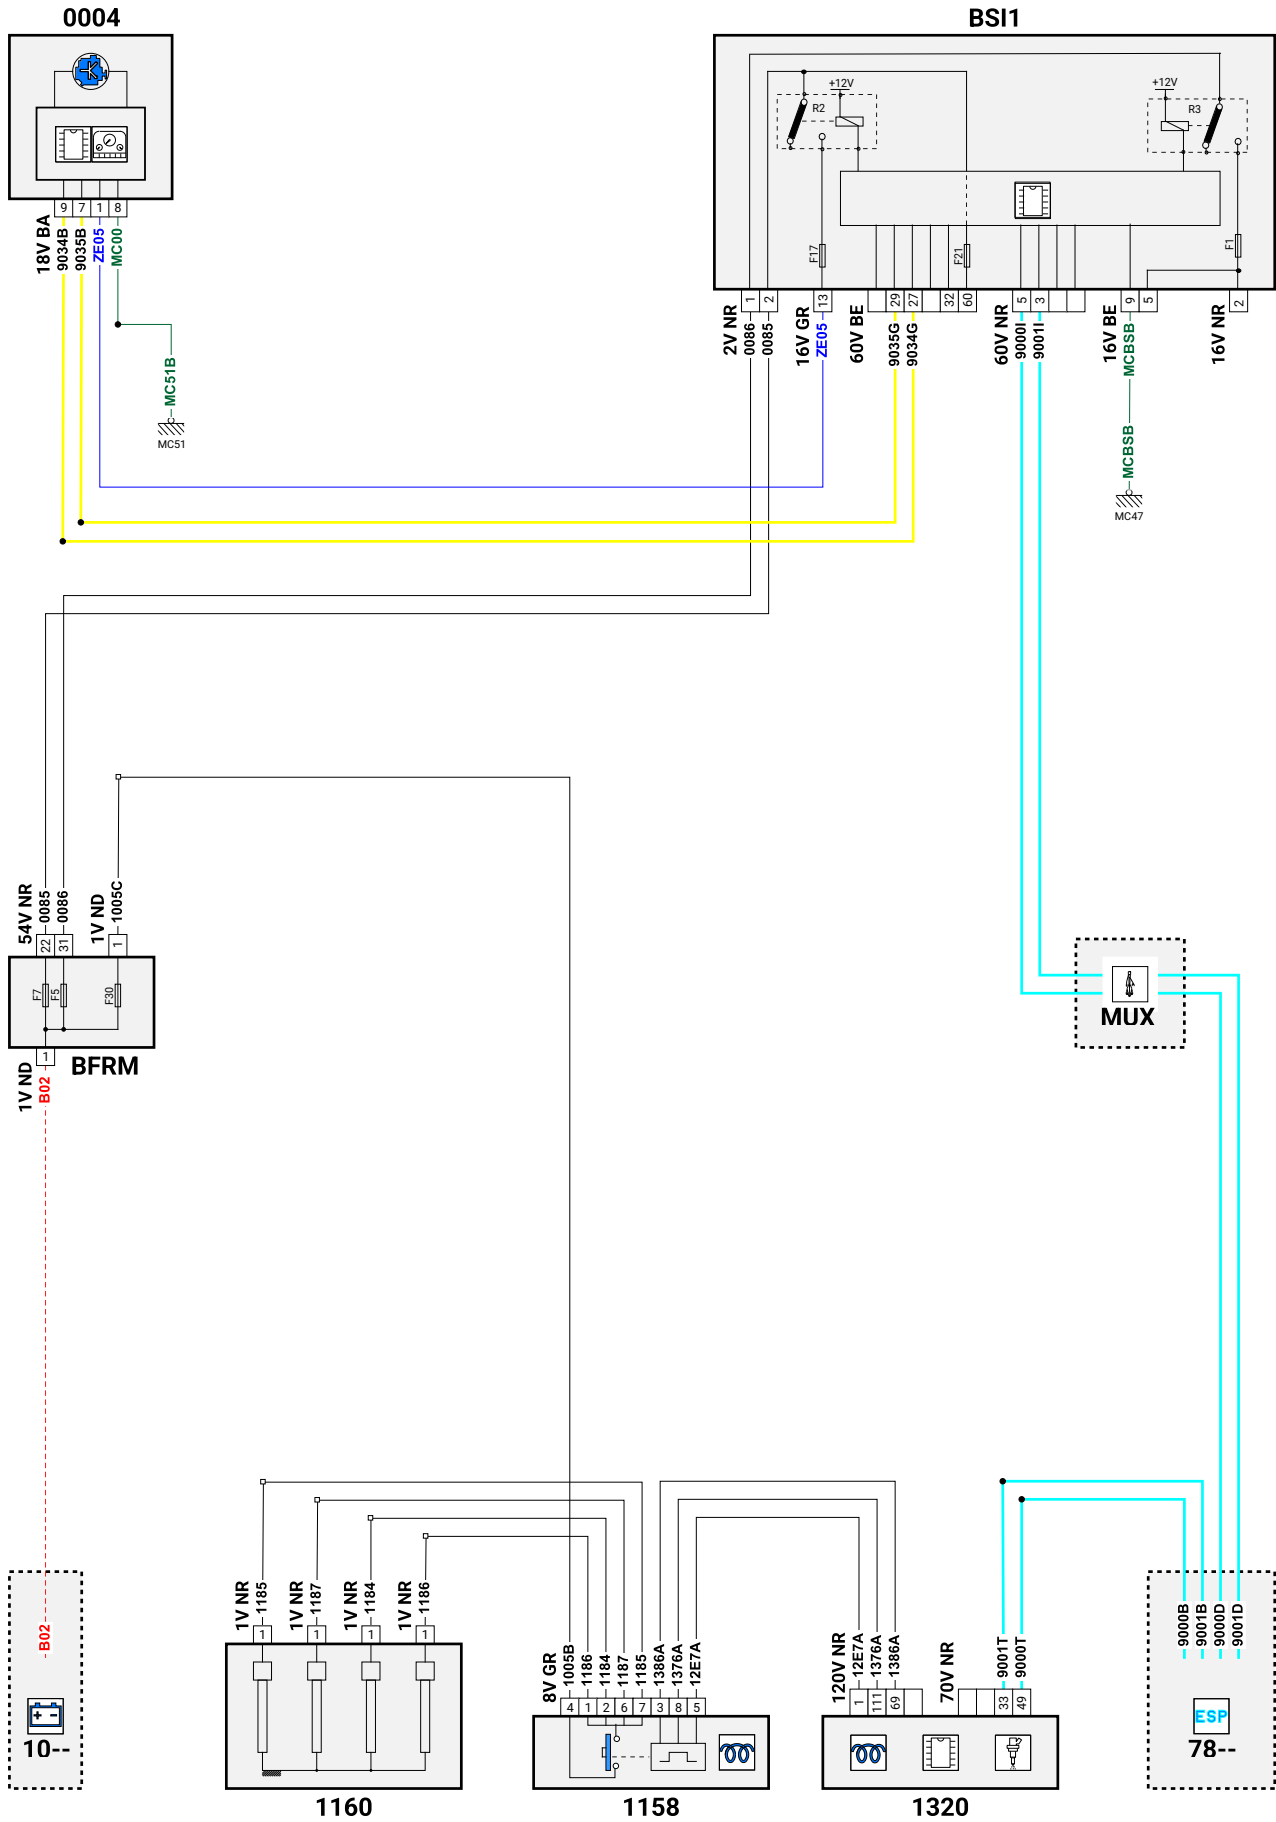 0004
BSI1
+12V
R2
+12V
R3
F17
F21
F1
9 7 1 8
18V BA
9034B
9035B
ZE05
MC00
MC51B
MC51
1 2 13 29 27 32 60 5 3 9 5 2
2V NR
0086
0085
16V GR
ZE05
60V BE
9035G
9034G
60V NR
9000I
9001I
16V BE
MCBSB
16V NR
MCBSB
MC47
54V NR
0085
0086
1V ND
1005C
22 31 1
F7
F5
F30
1
BFRM
1V ND
B02
MUX
B02
10--
1V NR
1185
1V NR
1187
1V NR
1184
1V NR
1186
1 1 1 1
1160
8V GR
1005B
1186
1184
1187
1185
1386A
1376A
12E7A
4 1 2 6 7 3 8 5
1158
120V NR
12E7A
1376A
1386A
70V NR
9001T
9000T
1 111 69 33 49
1320
9000B
9001B
9000D
9001D
ESP
78--